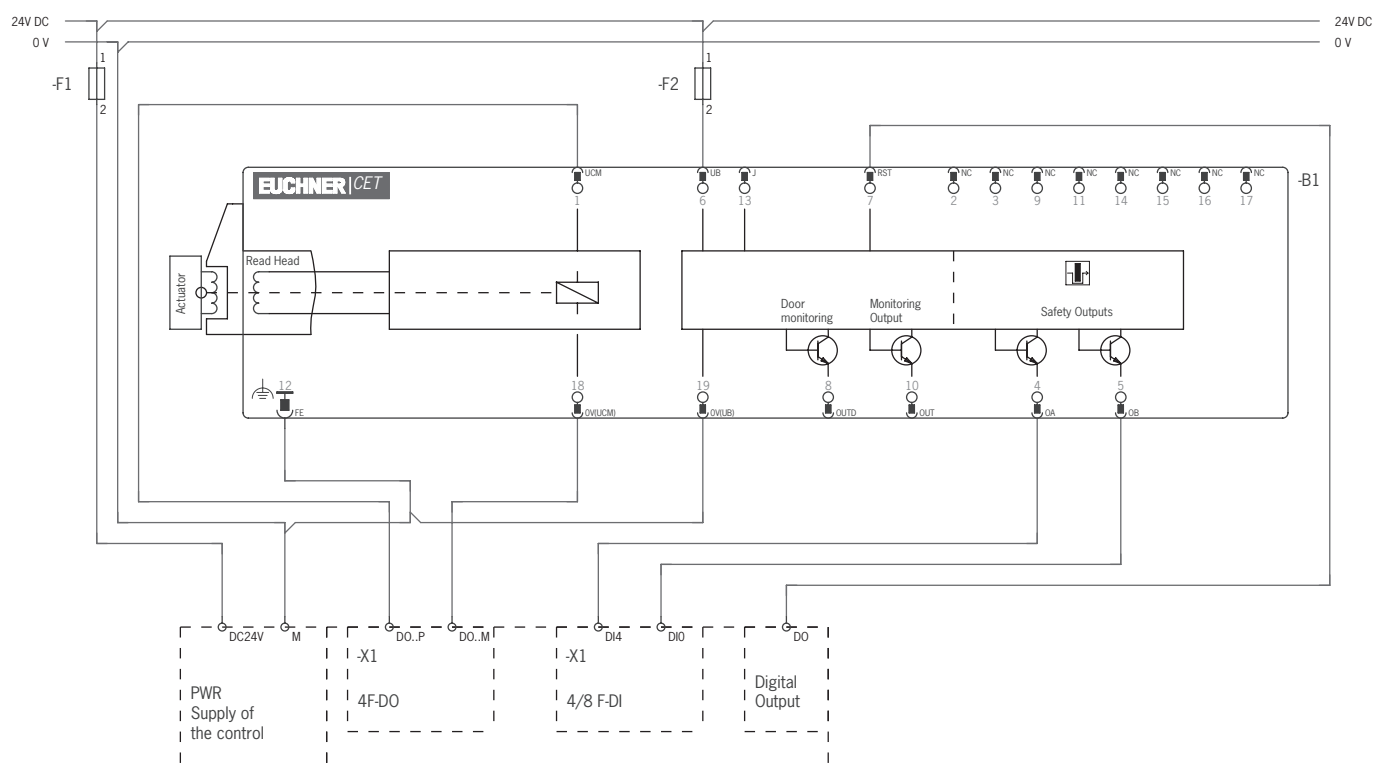 24V DC
24V DC
0 V
0 V
-F1
1
2
-F2
1
2
EUCHNER CET
UCM
1
UB
6
J
13
RST
7
NC
2
NC
3
NC
9
NC
11
NC
14
NC
15
NC
16
NC
17
-B1
Actuator
Read Head
Door
monitoring
Monitoring
Output
Safety Outputs
12
FE
18
0V(UCM)
19
0V(UB)
8
OUTD
10
OUT
4
OA
5
OB
DC24V
M
DO..P
DO..M
DI4
DI0
DO
PWR
Supply of
the control
-X1
4F-DO
-X1
4/8 F-DI
Digital
Output